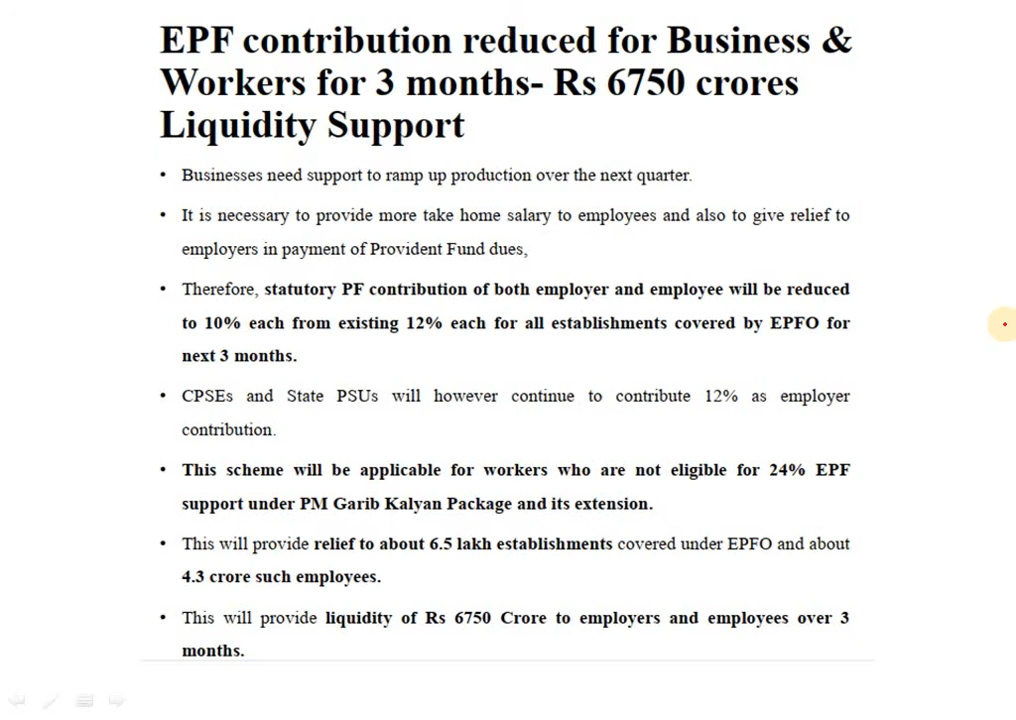 EPF contribution reduced for Business &
Workers for 3 months- Rs 6750 crores
Liquidity Support
• Businesses need support to ramp up production over the next quarter.
• It is necessary to provide more take home salary to employees and also to give relief to
employers in payment of Provident Fund dues,
• Therefore, statutory PF contribution of both employer and employee will be reduced
to 10% each from existing 12% each for all establishments covered by EPFO for
next 3 months.
• CPSEs and State PSUs will however continue to contribute 12% as employer
contribution.
• This scheme will be applicable for workers who are not eligible for 24% EPF
support under PM Garib Kalyan Package and its extension.
• This will provide relief to about 6.5 lakh establishments covered under EPFO and about
4.3 crore such employees.
• This will provide liquidity of Rs 6750 Crore to employers and employees over 3
months.